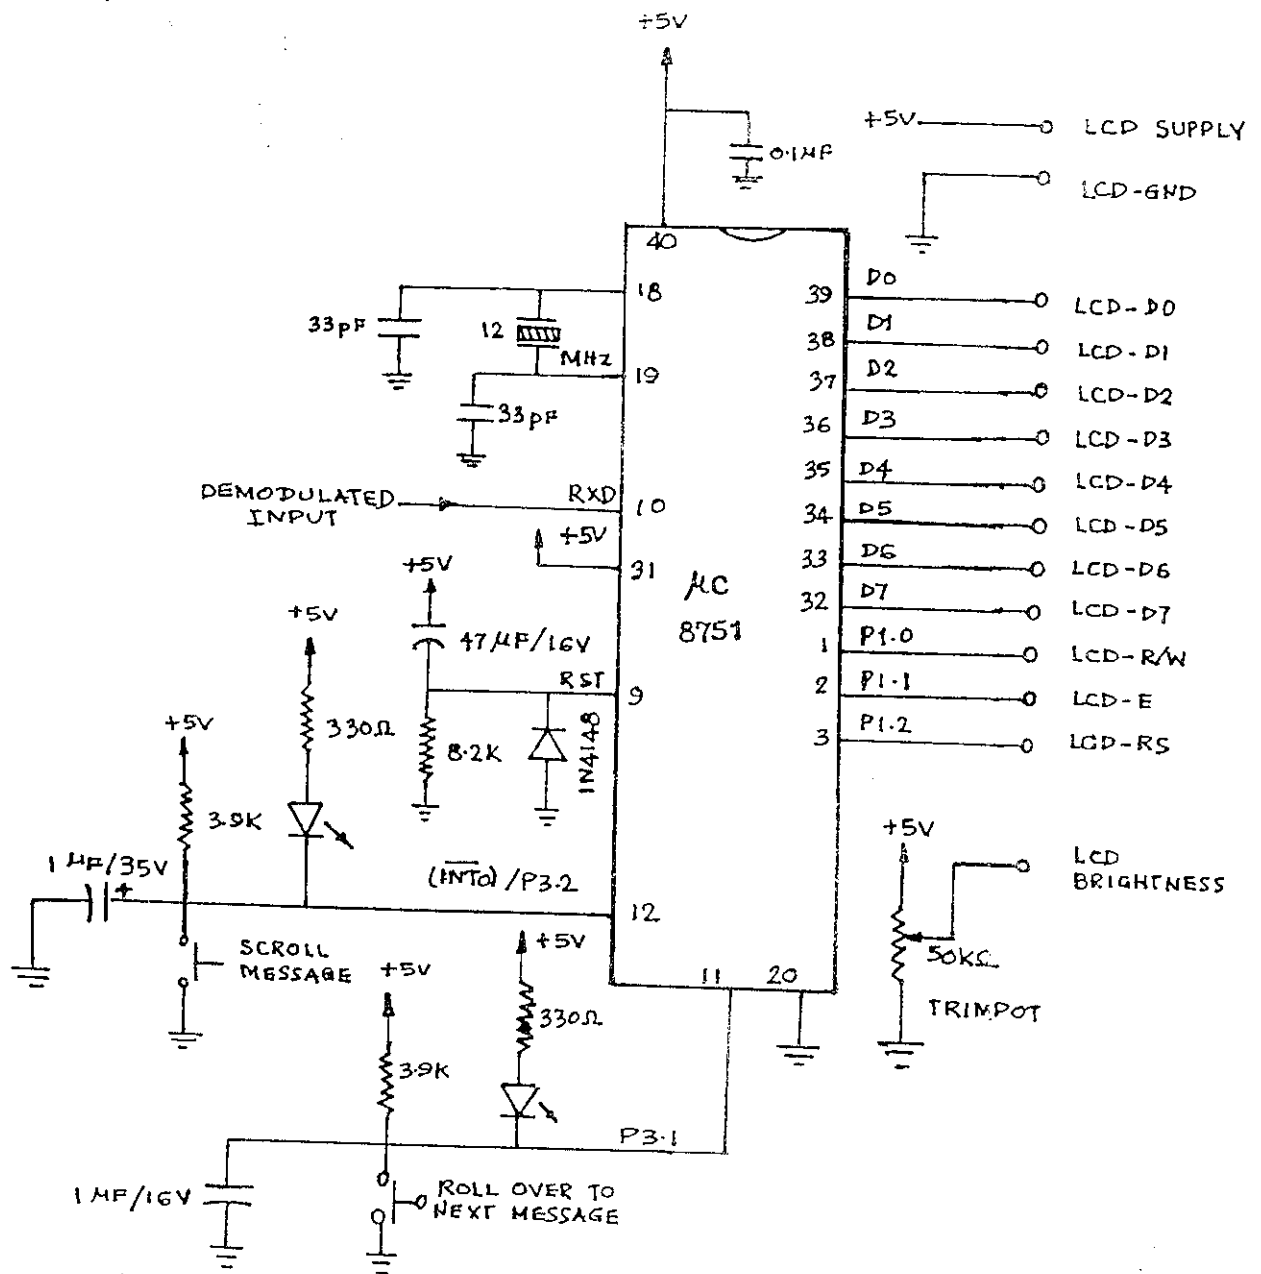 +5V
+5V
LCD SUPPLY
0.1µF
LCD-GND
40
18
39
D0
LCD-D0
33pF
12
MHz
38
D1
LCD-D1
19
37
D2
LCD-D2
33pF
36
D3
LCD-D3
DEMODULATED
INPUT
RXD
10
35
D4
LCD-D4
34
D5
LCD-D5
+5V
31
33
D6
LCD-D6
+5V
µC
8751
32
D7
LCD-D7
+5V
47µF/16V
1
P1.0
LCD-R/W
RST
9
2
P1.1
LCD-E
+5V
330Ω
8.2K
1N4148
3
P1.2
LCD-RS
3.9K
1µF/35V
+
(INT0)/P3.2
12
+5V
LCD
BRIGHTNESS
SCROLL
MESSAGE
+5V
+5V
11
20
50KΩ
TRIMPOT
330Ω
3.9K
P3.1
1µF/16V
ROLL OVER TO
NEXT MESSAGE